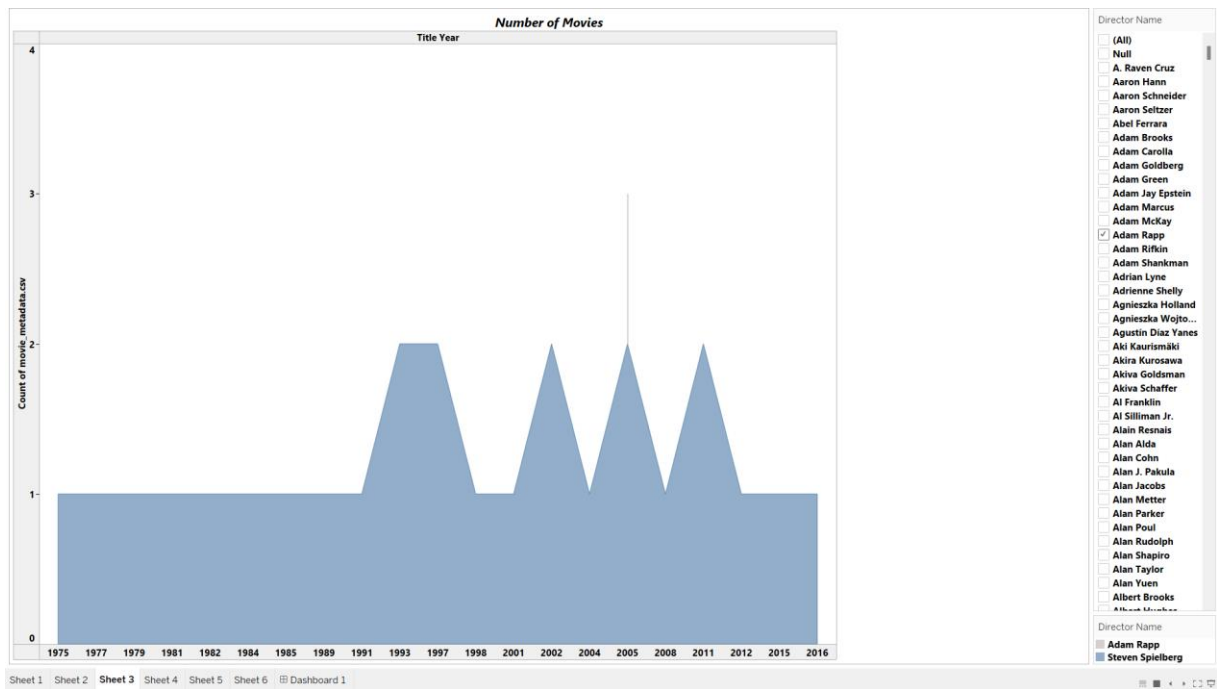 Number of Movies
Title Year
4
3
2
1
0
Count of movie_metadata.csv
1975 1977 1979 1981 1982 1984 1985 1989 1991 1993 1997 1998 2001 2002 2004 2005 2008 2011 2012 2015 2016
Director Name
(All)
Null
A. Raven Cruz
Aaron Hann
Aaron Schneider
Aaron Seltzer
Abel Ferrara
Adam Brooks
Adam Carolla
Adam Goldberg
Adam Green
Adam Jay Epstein
Adam Marcus
Adam McKay
Adam Rapp
Adam Rifkin
Adam Shankman
Adrian Lyne
Adrienne Shelly
Agnieszka Holland
Agnieszka Wojto...
Agustín Díaz Yanes
Aki Kaurismäki
Akira Kurosawa
Akiva Goldsman
Akiva Schaffer
Al Franklin
Al Silliman Jr.
Alain Resnais
Alan Alda
Alan Cohn
Alan J. Pakula
Alan Jacobs
Alan Metter
Alan Parker
Alan Poul
Alan Rudolph
Alan Shapiro
Alan Taylor
Alan Yuen
Albert Brooks
Director Name
Adam Rapp
Steven Spielberg
Sheet 1 Sheet 2 Sheet 3 Sheet 4 Sheet 5 Sheet 6 Dashboard 1